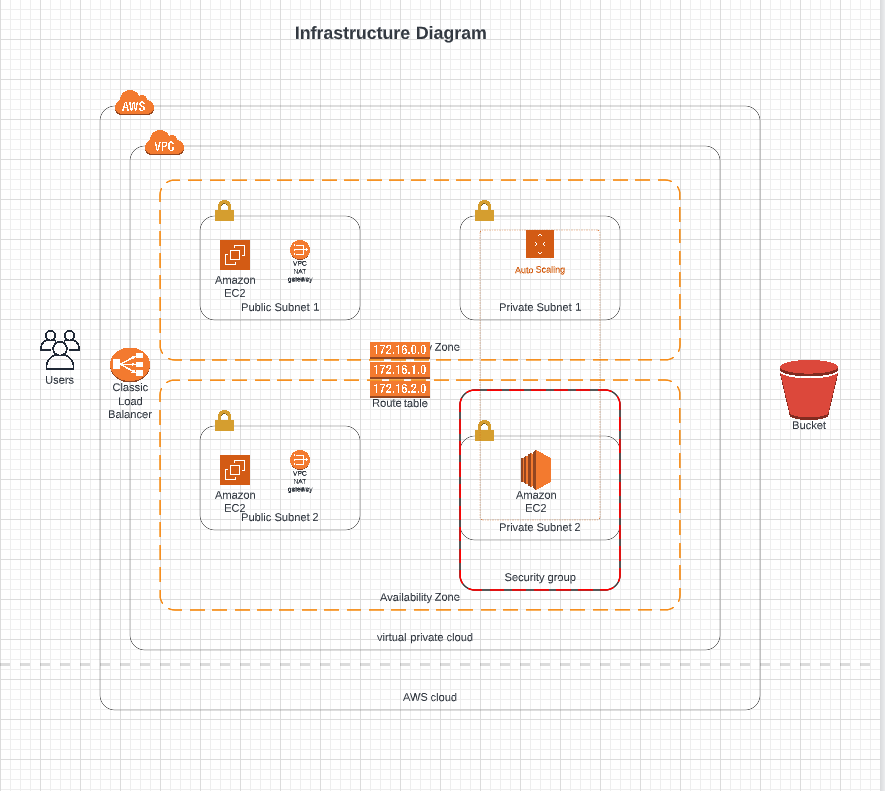 Infrastructure Diagram
AWS
VPC
Amazon
EC2
VPC
NAT
gateway
Public Subnet 1
Auto Scaling
Private Subnet 1
Users
Classic
Load
Balancer
172.16.0.0
Zone
172.16.1.0
172.16.2.0
Route table
Bucket
Amazon
EC2
VPC
NAT
gateway
Public Subnet 2
Amazon
EC2
Private Subnet 2
Security group
Availability Zone
virtual private cloud
AWS cloud